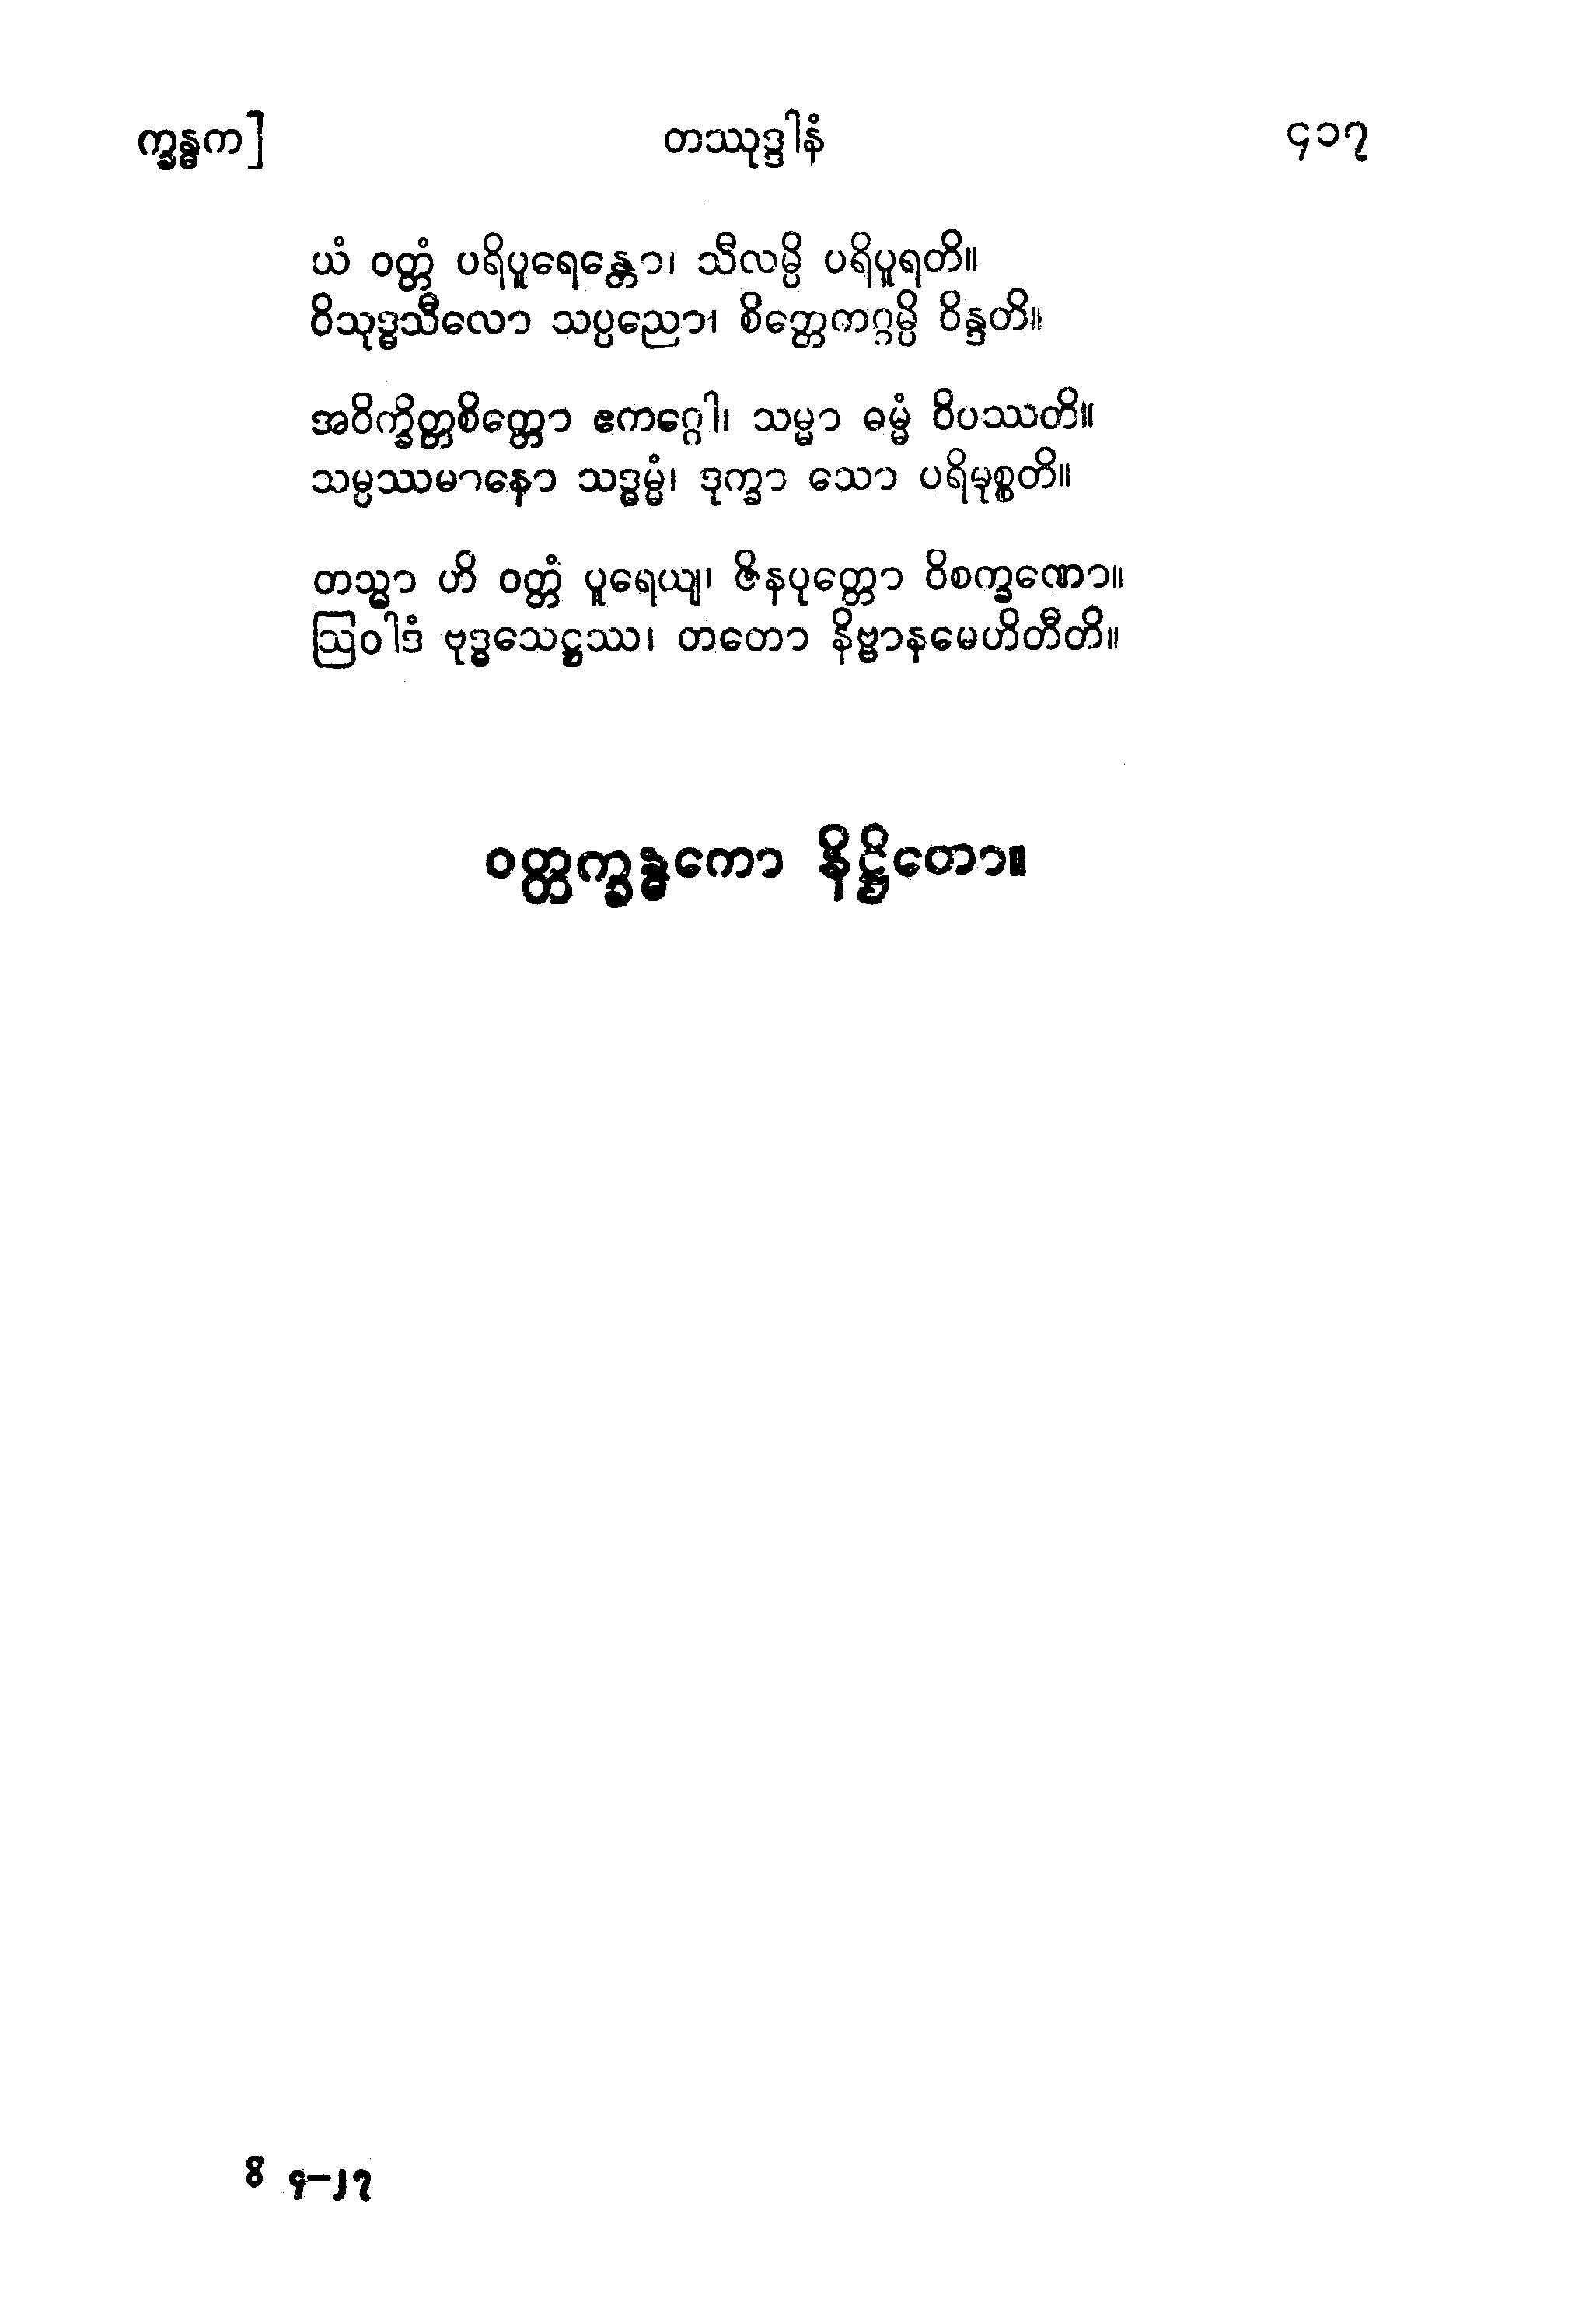 က္ခန္ဓက]
တဿုဒ္ဒါနံ
၄၁၇
ယံ ဝတ္တံ ပရိပူရေန္တော၊ သီလမ္ပိ ပရိပူရတိ။
ဝိသုဒ္ဓသီလော သပ္ပညော၊ စိတ္တေကဂ္ဂမ္ပိ ဝိန္ဒတိ။
အဝိက္ခိတ္တစိတ္တော ဧကဂ္ဂေါ၊ သမ္မာ ဓမ္မံ ဝိပဿတိ။
သမ္ပဿမာနော သဒ္ဓမ္မံ၊ ဒုက္ခာ သော ပရိမုစ္စတိ။
တသ္မာ ဟိ ဝတ္တံ ပူရေယျ၊ ဇိနပုတ္တော ဝိစက္ခဏော။
ဩဝါဒံ ဗုဒ္ဓသေဋ္ဌဿ၊ တတော နိဗ္ဗာနမေဟိတီတိ။
ဝတ္တက္ခန္ဓကော နိဋ္ဌိတော။
ဝိ ၄–၂၇